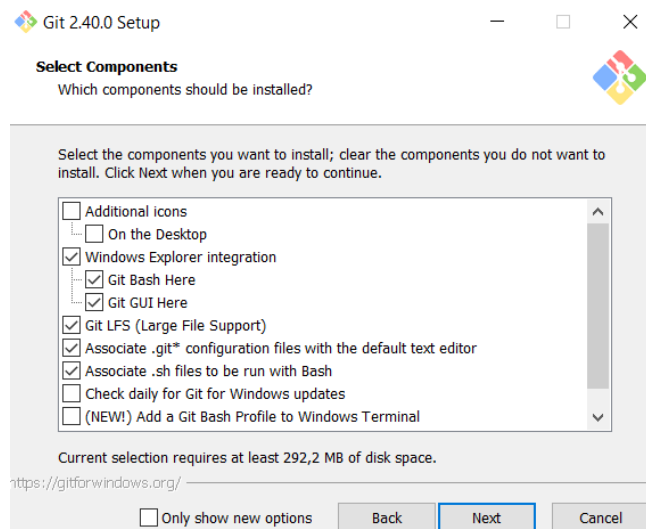 Git 2.40.0 Setup
Select Components
Which components should be installed?
Select the components you want to install; clear the components you do not want to
install. Click Next when you are ready to continue.
Additional icons
On the Desktop
Windows Explorer integration
Git Bash Here
Git GUI Here
Git LFS (Large File Support)
Associate .git* configuration files with the default text editor
Associate .sh files to be run with Bash
Check daily for Git for Windows updates
(NEW!) Add a Git Bash Profile to Windows Terminal
Current selection requires at least 292,2 MB of disk space.
https://gitforwindows.org/
Only show new options Back Next Cancel